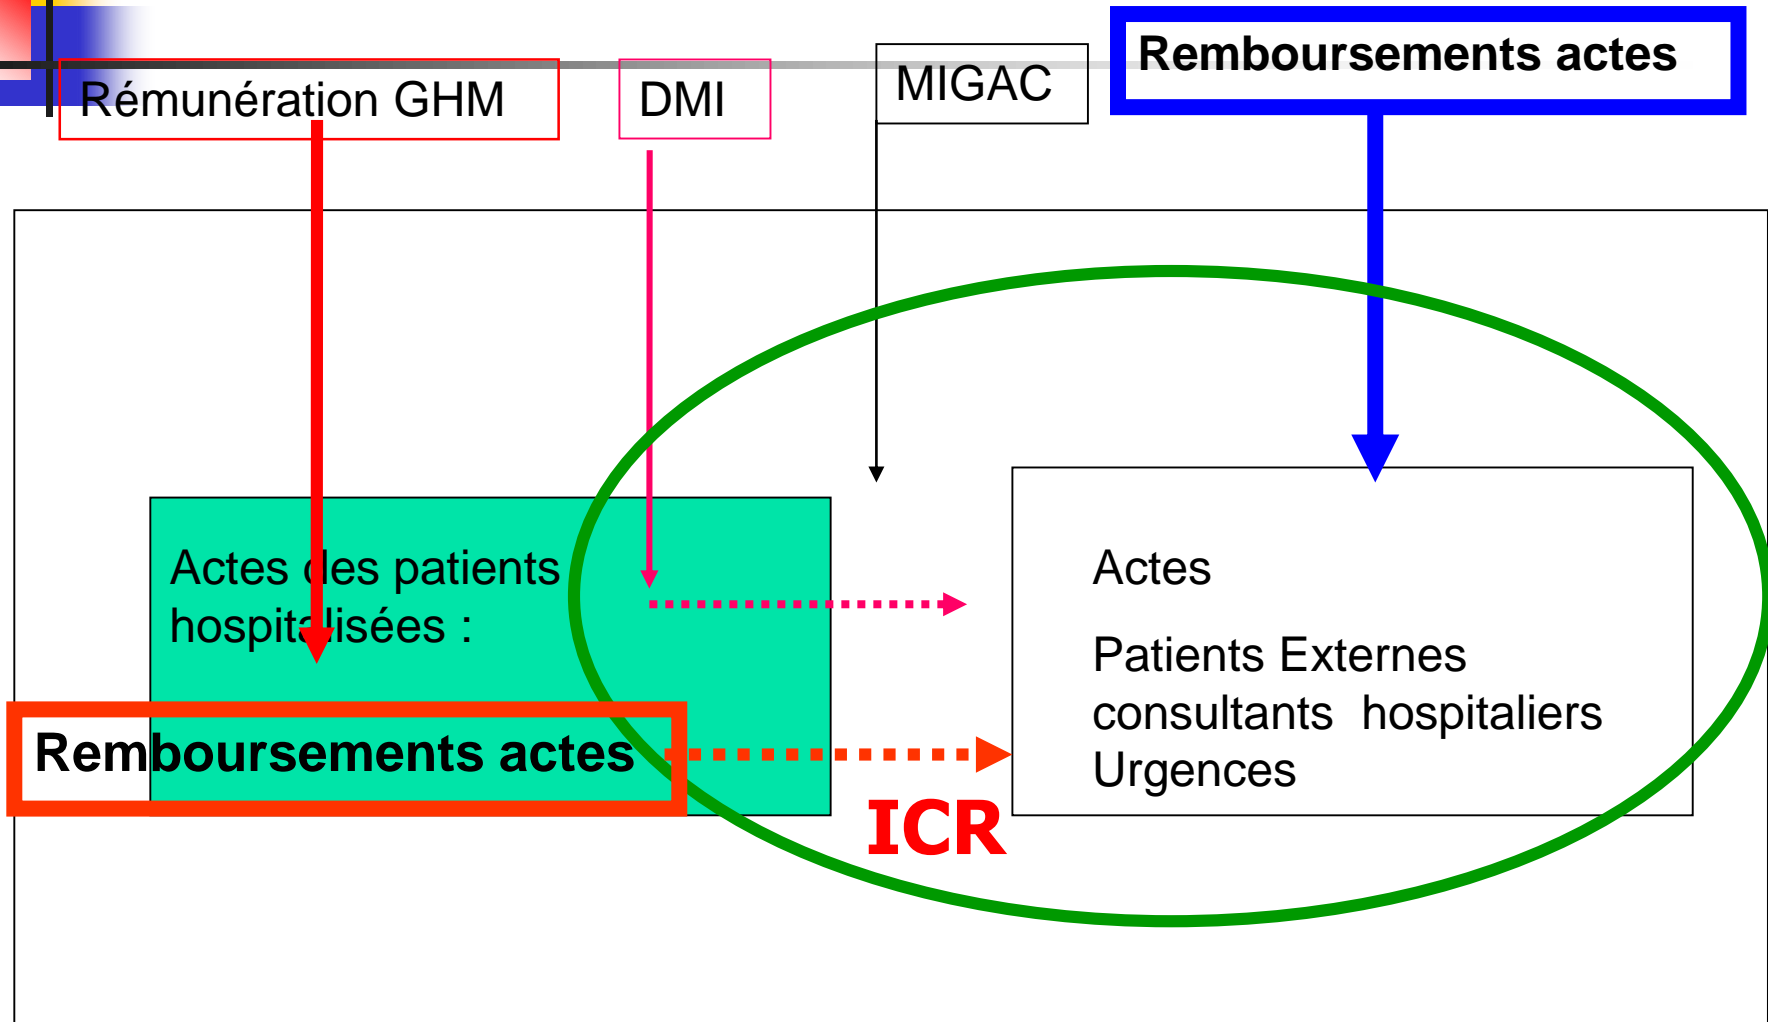 Rémunération GHM
DMI
MIGAC
Remboursements actes
Actes des patients
hospitalisées :
Remboursements actes
ICR
Actes
Patients Externes
consultants hospitaliers
Urgences